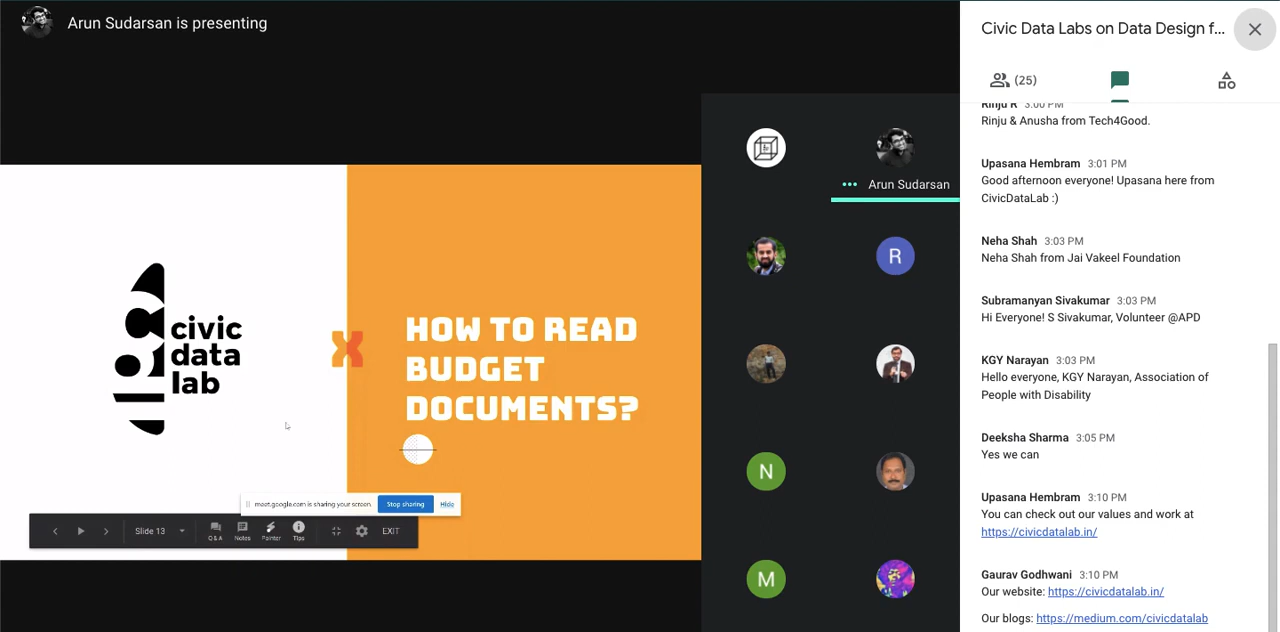 Arun Sudarsan is presenting
civic
data
lab
HOW TO READ
BUDGET
DOCUMENTS?
meet.google.com is sharing your screen.
Stop sharing
Hide
Slide 13
Q & A
Notes
Pointer
Tips
EXIT
Arun Sudarsan
R
N
M
Civic Data Labs on Data Design f...
(25)
Rinju R 3:00 PM
Rinju & Anusha from Tech4Good.
Upasana Hembram 3:01 PM
Good afternoon everyone! Upasana here from
CivicDataLab :)
Neha Shah 3:03 PM
Neha Shah from Jai Vakeel Foundation
Subramanyan Sivakumar 3:03 PM
Hi Everyone! S Sivakumar, Volunteer @APD
KGY Narayan 3:03 PM
Hello everyone, KGY Narayan, Association of
People with Disability
Deeksha Sharma 3:05 PM
Yes we can
Upasana Hembram 3:10 PM
You can check out our values and work at
https://civicdatalab.in/
Gaurav Godhwani 3:10 PM
Our website: https://civicdatalab.in/
Our blogs: https://medium.com/civicdatalab